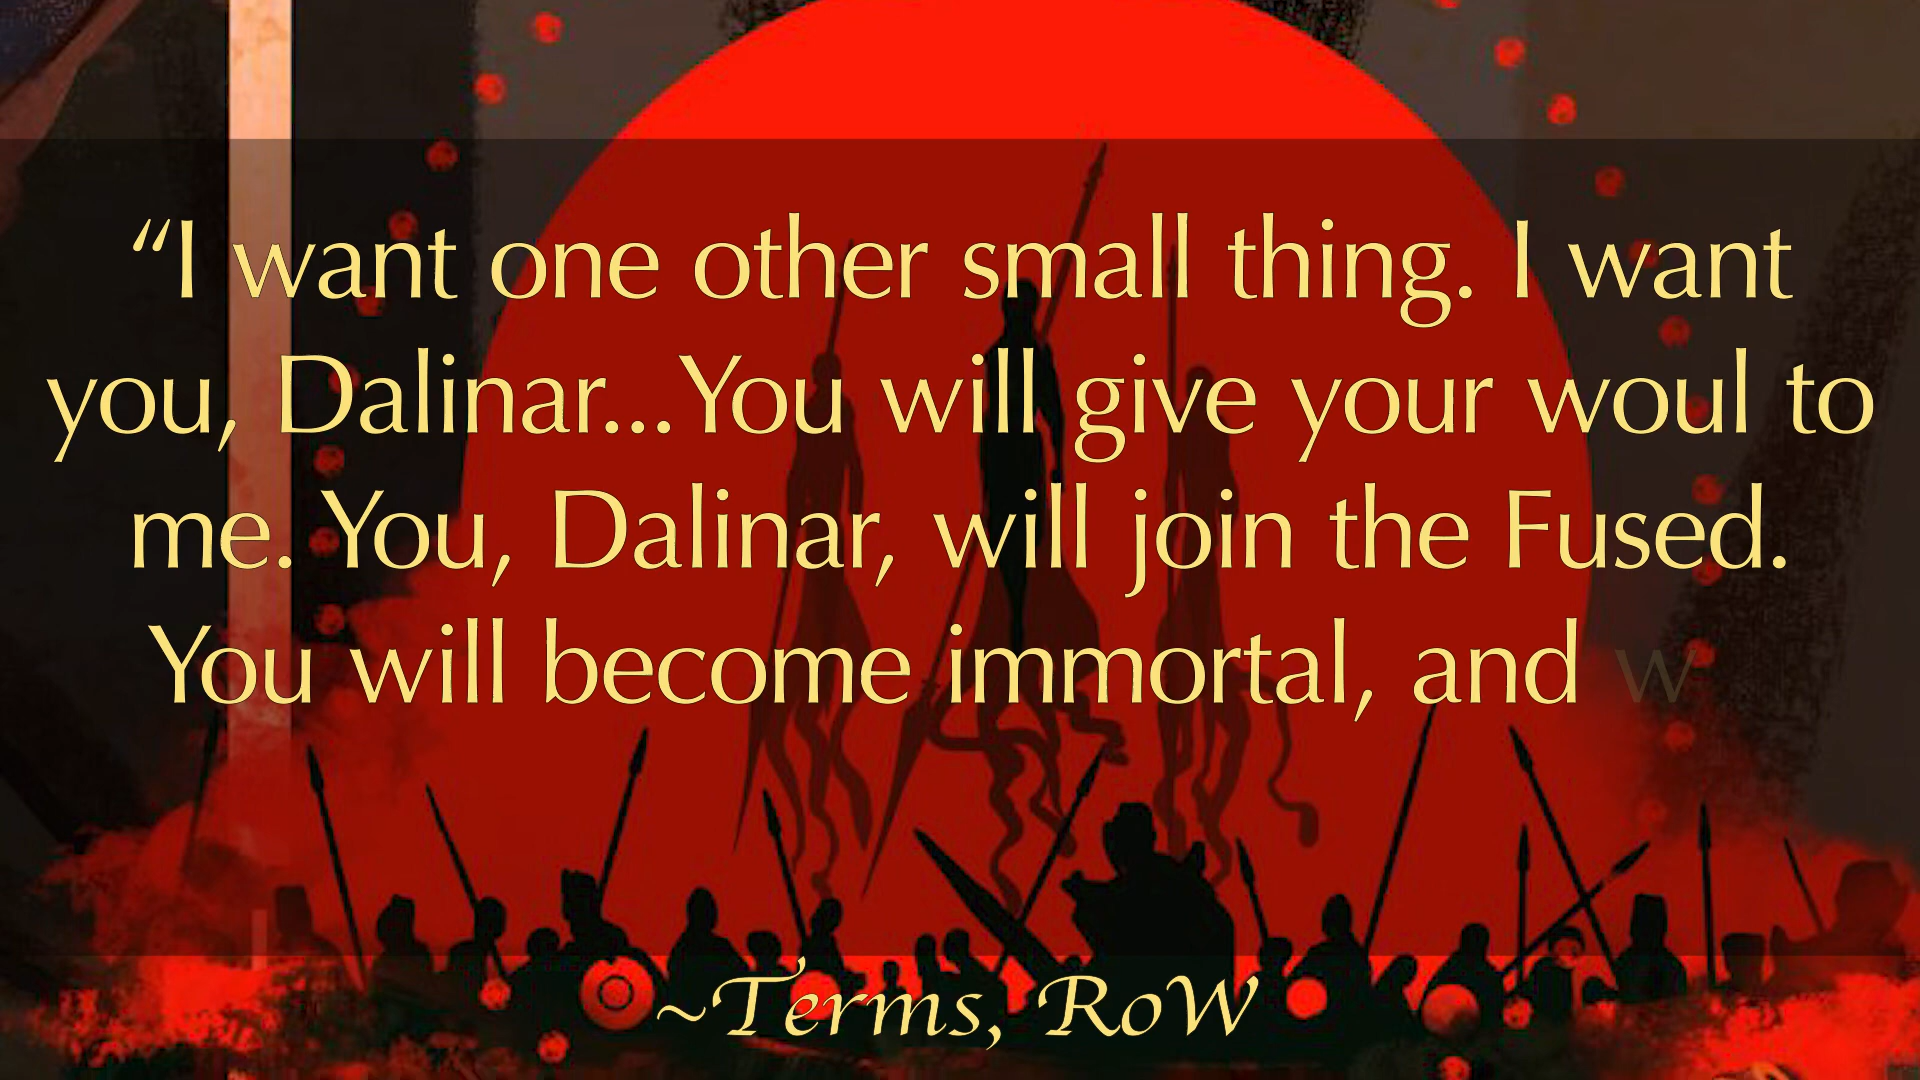 “I want one other small thing. I want
you, Dalinar...You will give your woul to
me. You, Dalinar, will join the Fused.
You will become immortal, and w
~Terms, RoW